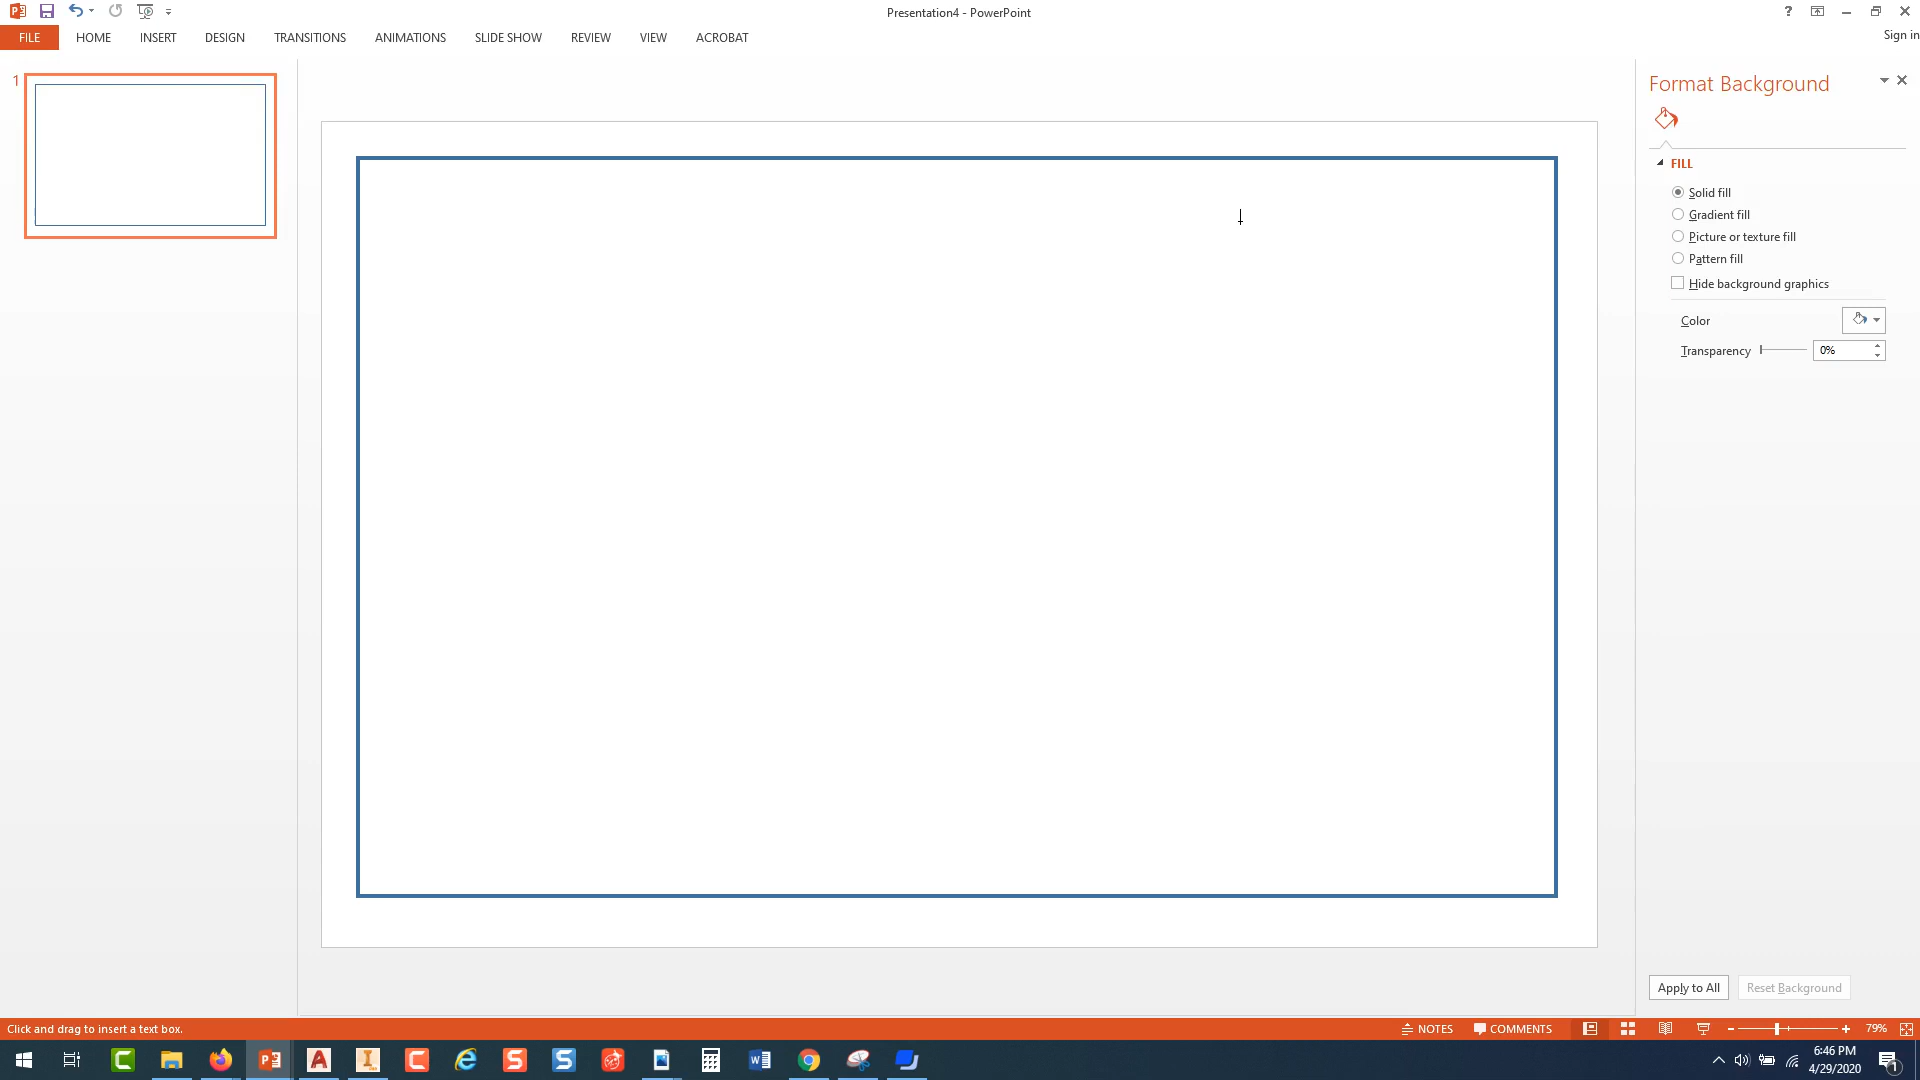 Presentation4 - PowerPoint
?
Sign in
FILE
HOME
INSERT
DESIGN
TRANSITIONS
ANIMATIONS
SLIDE SHOW
REVIEW
VIEW
ACROBAT
1
Format Background
FILL
Solid fill
Gradient fill
Picture or texture fill
Pattern fill
Hide background graphics
Color
Transparency
0%
Apply to All
Reset Background
Click and drag to insert a text box.
NOTES
COMMENTS
79%
6:46 PM
4/29/2020
1